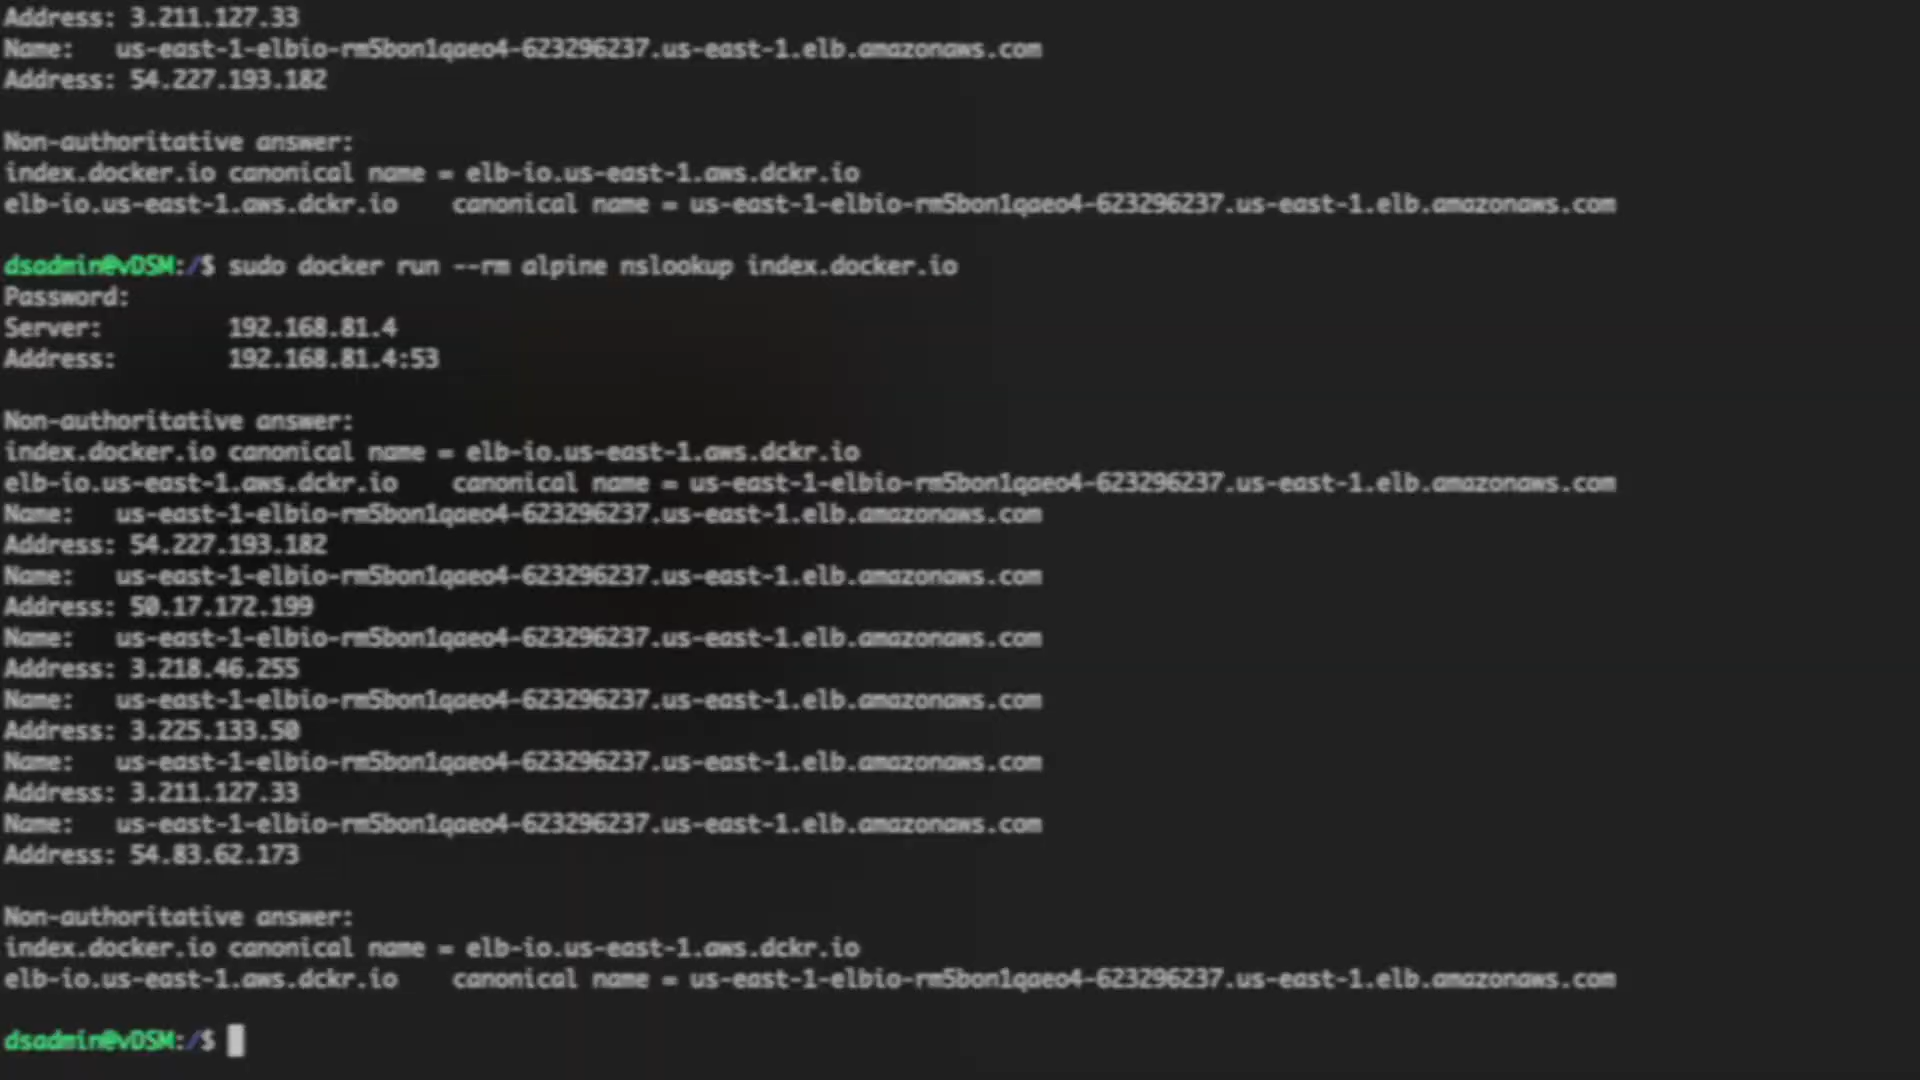 Address: 3.211.127.33
Name:   us-east-1-elbio-rm5bon1qaeo4-623296237.us-east-1.elb.amazonaws.com
Address: 54.227.193.182
Non-authoritative answer:
index.docker.io canonical name = elb-io.us-east-1.aws.dckr.io
elb-io.us-east-1.aws.dckr.io    canonical name = us-east-1-elbio-rm5bon1qaeo4-623296237.us-east-1.elb.amazonaws.com
dsadmin@vDSM:/$ sudo docker run --rm alpine nslookup index.docker.io
Password:
Server:         192.168.81.4
Address:        192.168.81.4:53
Non-authoritative answer:
index.docker.io canonical name = elb-io.us-east-1.aws.dckr.io
elb-io.us-east-1.aws.dckr.io    canonical name = us-east-1-elbio-rm5bon1qaeo4-623296237.us-east-1.elb.amazonaws.com
Name:   us-east-1-elbio-rm5bon1qaeo4-623296237.us-east-1.elb.amazonaws.com
Address: 54.227.193.182
Name:   us-east-1-elbio-rm5bon1qaeo4-623296237.us-east-1.elb.amazonaws.com
Address: 50.17.172.199
Name:   us-east-1-elbio-rm5bon1qaeo4-623296237.us-east-1.elb.amazonaws.com
Address: 3.218.46.255
Name:   us-east-1-elbio-rm5bon1qaeo4-623296237.us-east-1.elb.amazonaws.com
Address: 3.225.133.50
Name:   us-east-1-elbio-rm5bon1qaeo4-623296237.us-east-1.elb.amazonaws.com
Address: 3.211.127.33
Name:   us-east-1-elbio-rm5bon1qaeo4-623296237.us-east-1.elb.amazonaws.com
Address: 54.83.62.173
Non-authoritative answer:
index.docker.io canonical name = elb-io.us-east-1.aws.dckr.io
elb-io.us-east-1.aws.dckr.io    canonical name = us-east-1-elbio-rm5bon1qaeo4-623296237.us-east-1.elb.amazonaws.com
dsadmin@vDSM:/$